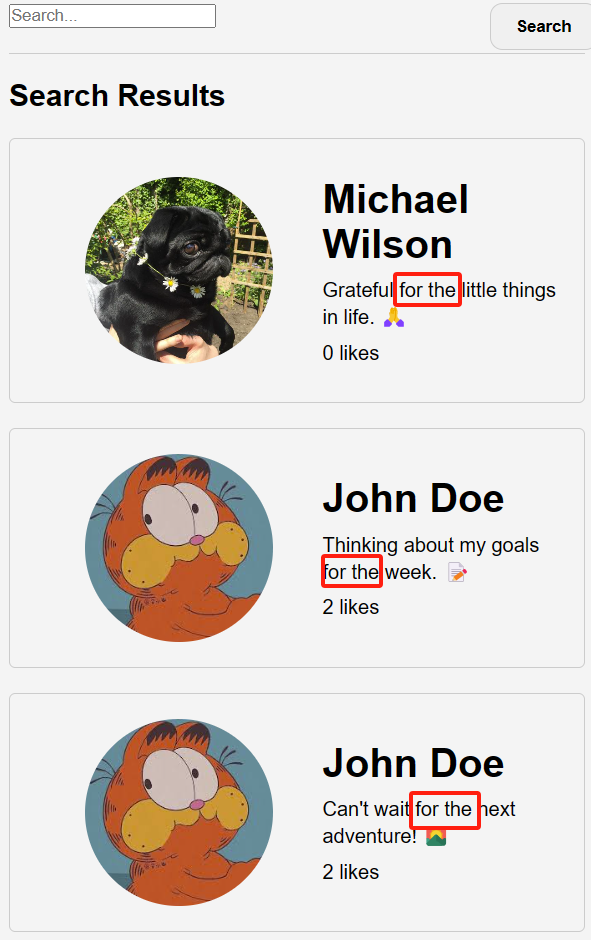 Search...
Search
Search Results
Michael
Wilson
Grateful for the little things
in life. 🙏
0 likes
John Doe
Thinking about my goals
for the week. 📝
2 likes
John Doe
Can't wait for the next
adventure! 🌄
2 likes